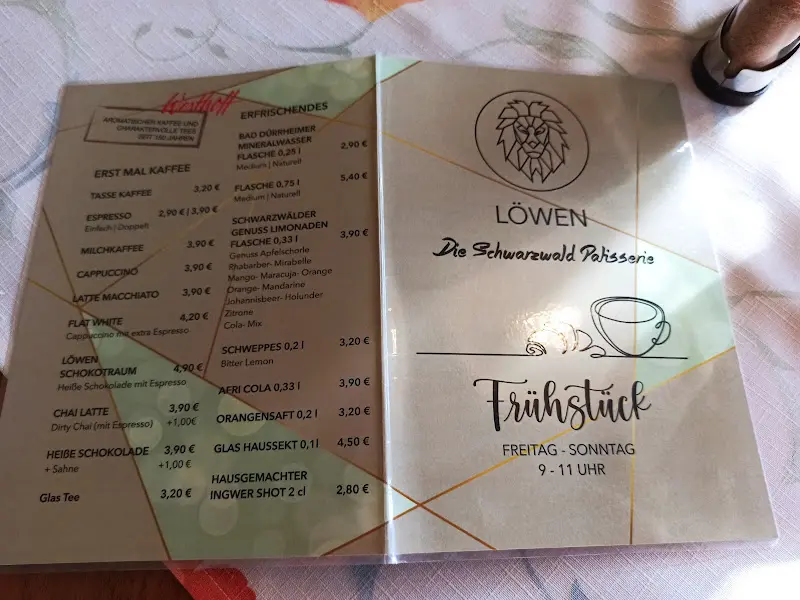 Westhoff
AROMATISCHER KAFFEE UND
CHARAKTERVOLLE TEES
SEIT 150 JAHREN
ERST MAL KAFFEE
TASSE KAFFEE 3,20 €
ESPRESSO 2,90 € | 3,90 €
Einfach | Doppelt
MILCHKAFFEE 3,90 €
CAPPUCCINO 3,90 €
LATTE MACCHIATO 3,90 €
FLAT WHITE 4,20 €
Cappuccino mit extra Espresso
LÖWEN
SCHOKOTRAUM 4,90 €
Heiße Schokolade mit Espresso
CHAI LATTE 3,90 €
Dirty Chai (mit Espresso) +1,00€
HEIßE SCHOKOLADE 3,90 €
+ Sahne +1,00 €
Glas Tee 3,20 €
ERFRISCHENDES
BAD DÜRRHEIMER
MINERALWASSER
FLASCHE 0,25 l 2,90 €
Medium | Naturell
FLASCHE 0,75 l 5,40 €
Medium | Naturell
SCHWARZWÄLDER
GENUSS LIMONADEN
FLASCHE 0,33 l 3,90 €
Genuss Apfelschorle
Rhabarber- Mirabelle
Mango- Maracuja- Orange
Orange- Mandarine
Johannisbeer- Holunder
Zitrone
Cola- Mix
SCHWEPPES 0,2 l 3,20 €
Bitter Lemon
AFRI COLA 0,33 l 3,90 €
ORANGENSAFT 0,2 l 3,20 €
GLAS HAUSSEKT 0,1 l 4,50 €
HAUSGEMACHTER
INGWER SHOT 2 cl 2,80 €
LÖWEN
Die Schwarzwald Patisserie
Frühstück
FREITAG - SONNTAG
9 - 11 UHR